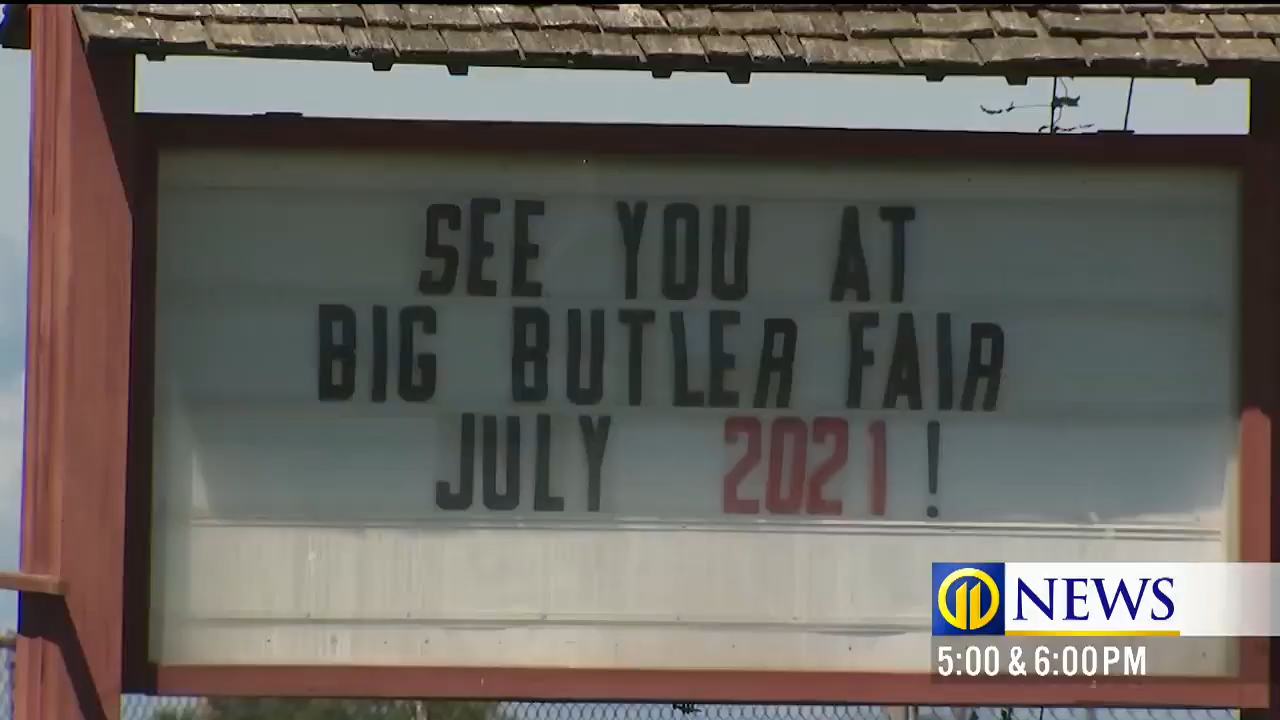 SEE YOU AT
BIG BUTLER FAIR
JULY 2021!
11 NEWS
5:00 & 6:00PM